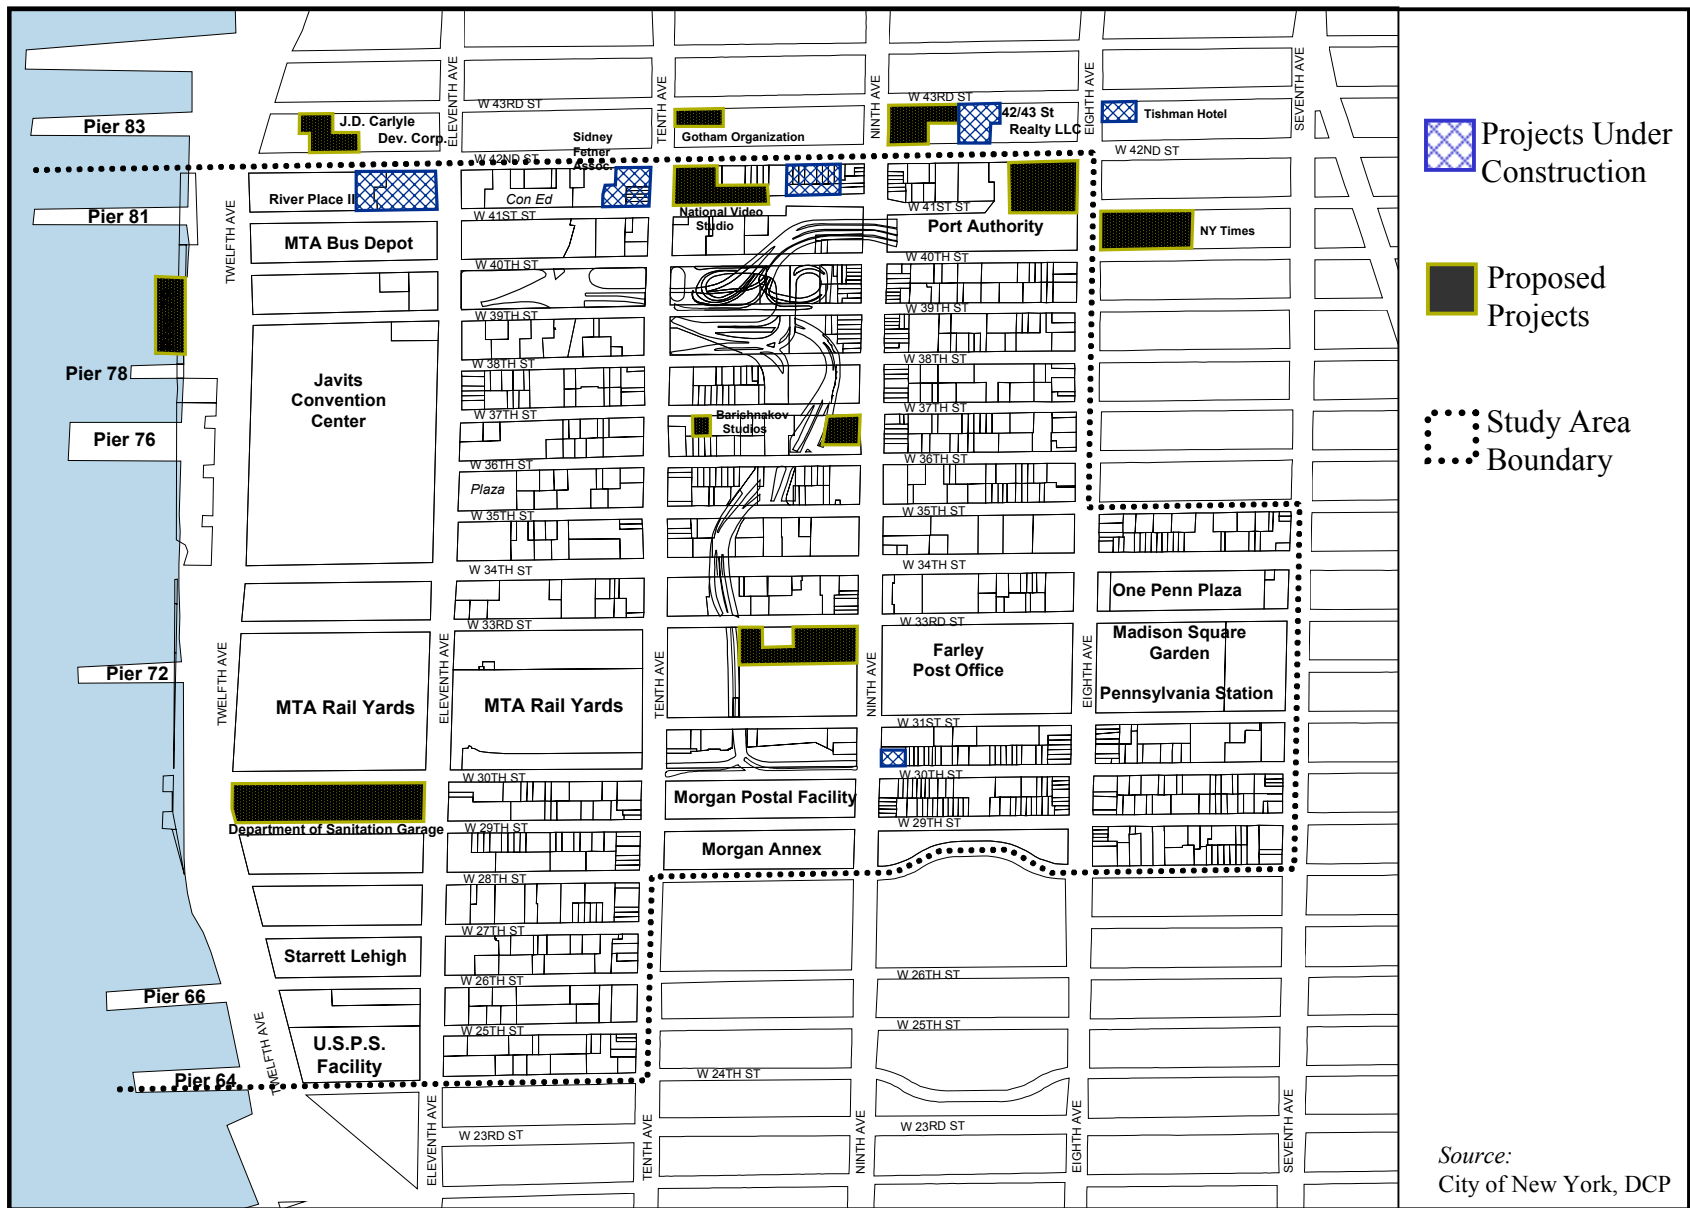 W 43RD ST
W 43RD ST
ELEVENTH AVE
TENTH AVE
NINTH AVE
EIGHTH AVE
SEVENTH AVE
Pier 83
J.D. Carlyle
Dev. Corp.
Sidney
Fetner
Assoc.
Gotham Organization
42/43 St
Realty LLC
Tishman Hotel
W 42ND ST
W 42ND ST
River Place II
Con Ed
National Video
Studio
W 41ST ST
W 41ST ST
Pier 81
TWELFTH AVE
MTA Bus Depot
Port Authority
NY Times
W 40TH ST
W 40TH ST
W 39TH ST
W 39TH ST
W 38TH ST
W 38TH ST
Pier 78
Javits
Convention
Center
W 37TH ST
W 37TH ST
Barishnakov
Studios
Pier 76
W 36TH ST
W 36TH ST
Plaza
W 35TH ST
W 35TH ST
W 34TH ST
W 34TH ST
One Penn Plaza
W 33RD ST
W 33RD ST
Farley
Post Office
Madison Square
Garden
Pennsylvania Station
Pier 72
TWELFTH AVE
MTA Rail Yards
ELEVENTH AVE
MTA Rail Yards
TENTH AVE
NINTH AVE
EIGHTH AVE
W 31ST ST
W 30TH ST
W 30TH ST
Morgan Postal Facility
Department of Sanitation Garage
W 29TH ST
W 29TH ST
Morgan Annex
W 28TH ST
W 27TH ST
Starrett Lehigh
W 26TH ST
W 26TH ST
Pier 66
W 25TH ST
W 25TH ST
U.S.P.S.
Facility
TWELFTH AVE
Pier 64
W 24TH ST
W 23RD ST
W 23RD ST
ELEVENTH AVE
TENTH AVE
NINTH AVE
EIGHTH AVE
SEVENTH AVE
Projects Under
Construction
Proposed
Projects
Study Area
Boundary
Source:
City of New York, DCP